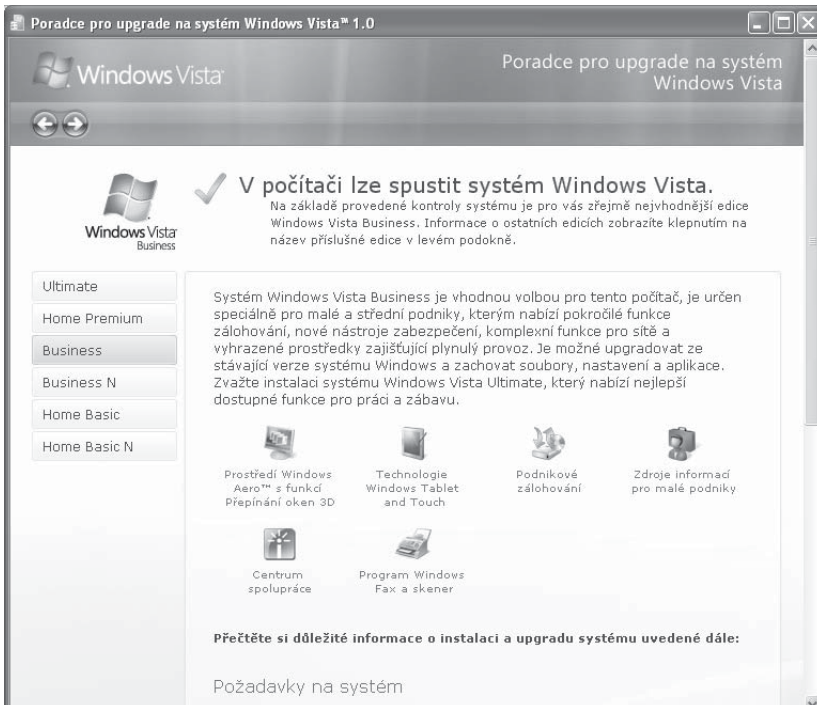 Poradce pro upgrade na systém Windows Vista™ 1.0
Windows Vista™
Poradce pro upgrade na systém
Windows Vista
Windows Vista™
Business
V počítači lze spustit systém Windows Vista.
Na základě provedené kontroly systému je pro vás zřejmě nejvhodnější edice
Windows Vista Business. Informace o ostatních edicích zobrazíte klepnutím na
název příslušné edice v levém podokně.
Ultimate
Home Premium
Business
Business N
Home Basic
Home Basic N
Systém Windows Vista Business je vhodnou volbou pro tento počítač, je určen
speciálně pro malé a střední podniky, kterým nabízí pokročilé funkce
zálohování, nové nástroje zabezpečení, komplexní funkce pro sítě a
vyhrazené prostředky zajišťující plynulý provoz. Je možné upgradovat ze
stávající verze systému Windows a zachovat soubory, nastavení a aplikace.
Zvažte instalaci systému Windows Vista Ultimate, který nabízí nejlepší
dostupné funkce pro práci a zábavu.
Prostředí Windows
Aero™ s funkcí
Přepínání oken 3D
Technologie
Windows Tablet
and Touch
Podnikové
zálohování
Zdroje informací
pro malé podniky
Centrum
spolupráce
Program Windows
Fax a skener
Přečtěte si důležité informace o instalaci a upgradu systému uvedené dále:
Požadavky na systém